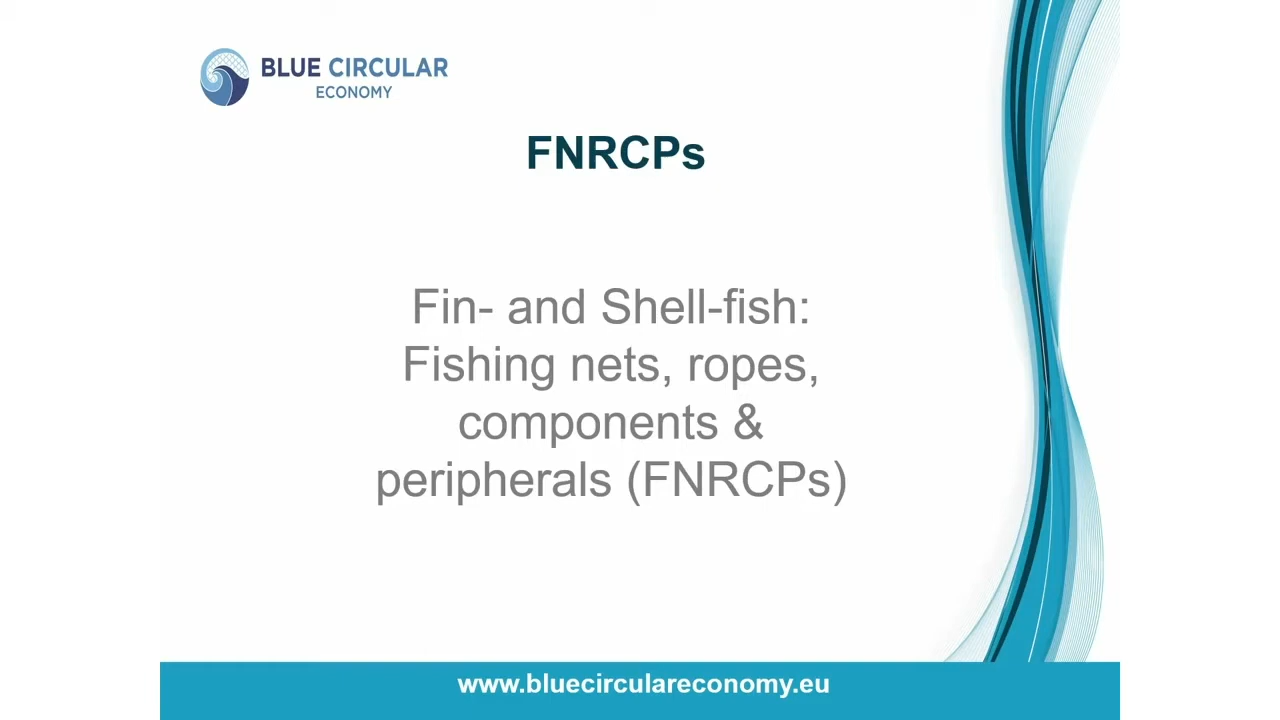 BLUE CIRCULAR
ECONOMY
FNRCPs
Fin- and Shell-fish:
Fishing nets, ropes,
components &
peripherals (FNRCPs)
www.bluecirculareconomy.eu